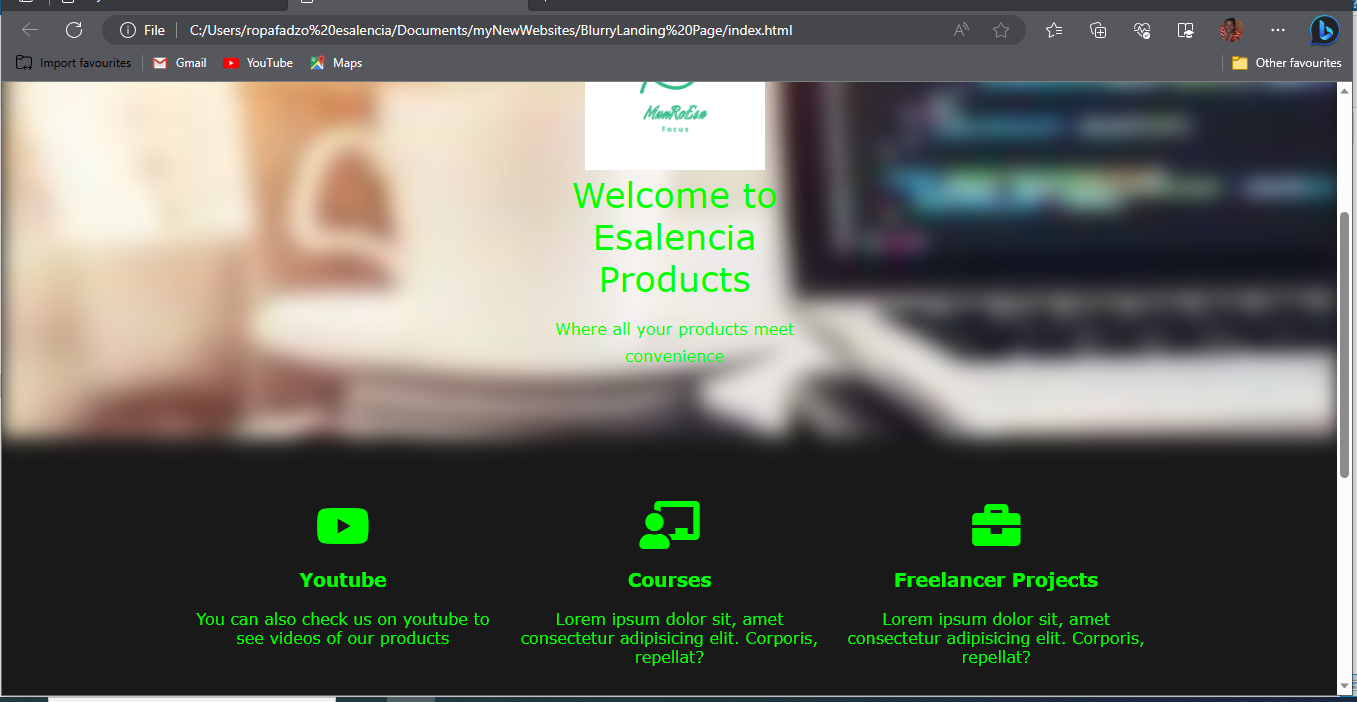 File C:/Users/ropafadzo%20esalencia/Documents/myNewWebsites/BlurryLanding%20Page/index.html
Import favourites Gmail YouTube Maps Other favourites
MunRoEsa
Focus
Welcome to
Esalencia
Products
Where all your products meet
convenience
Youtube
You can also check us on youtube to
see videos of our products
Courses
Lorem ipsum dolor sit, amet
consectetur adipisicing elit. Corporis,
repellat?
Freelancer Projects
Lorem ipsum dolor sit, amet
consectetur adipisicing elit. Corporis,
repellat?